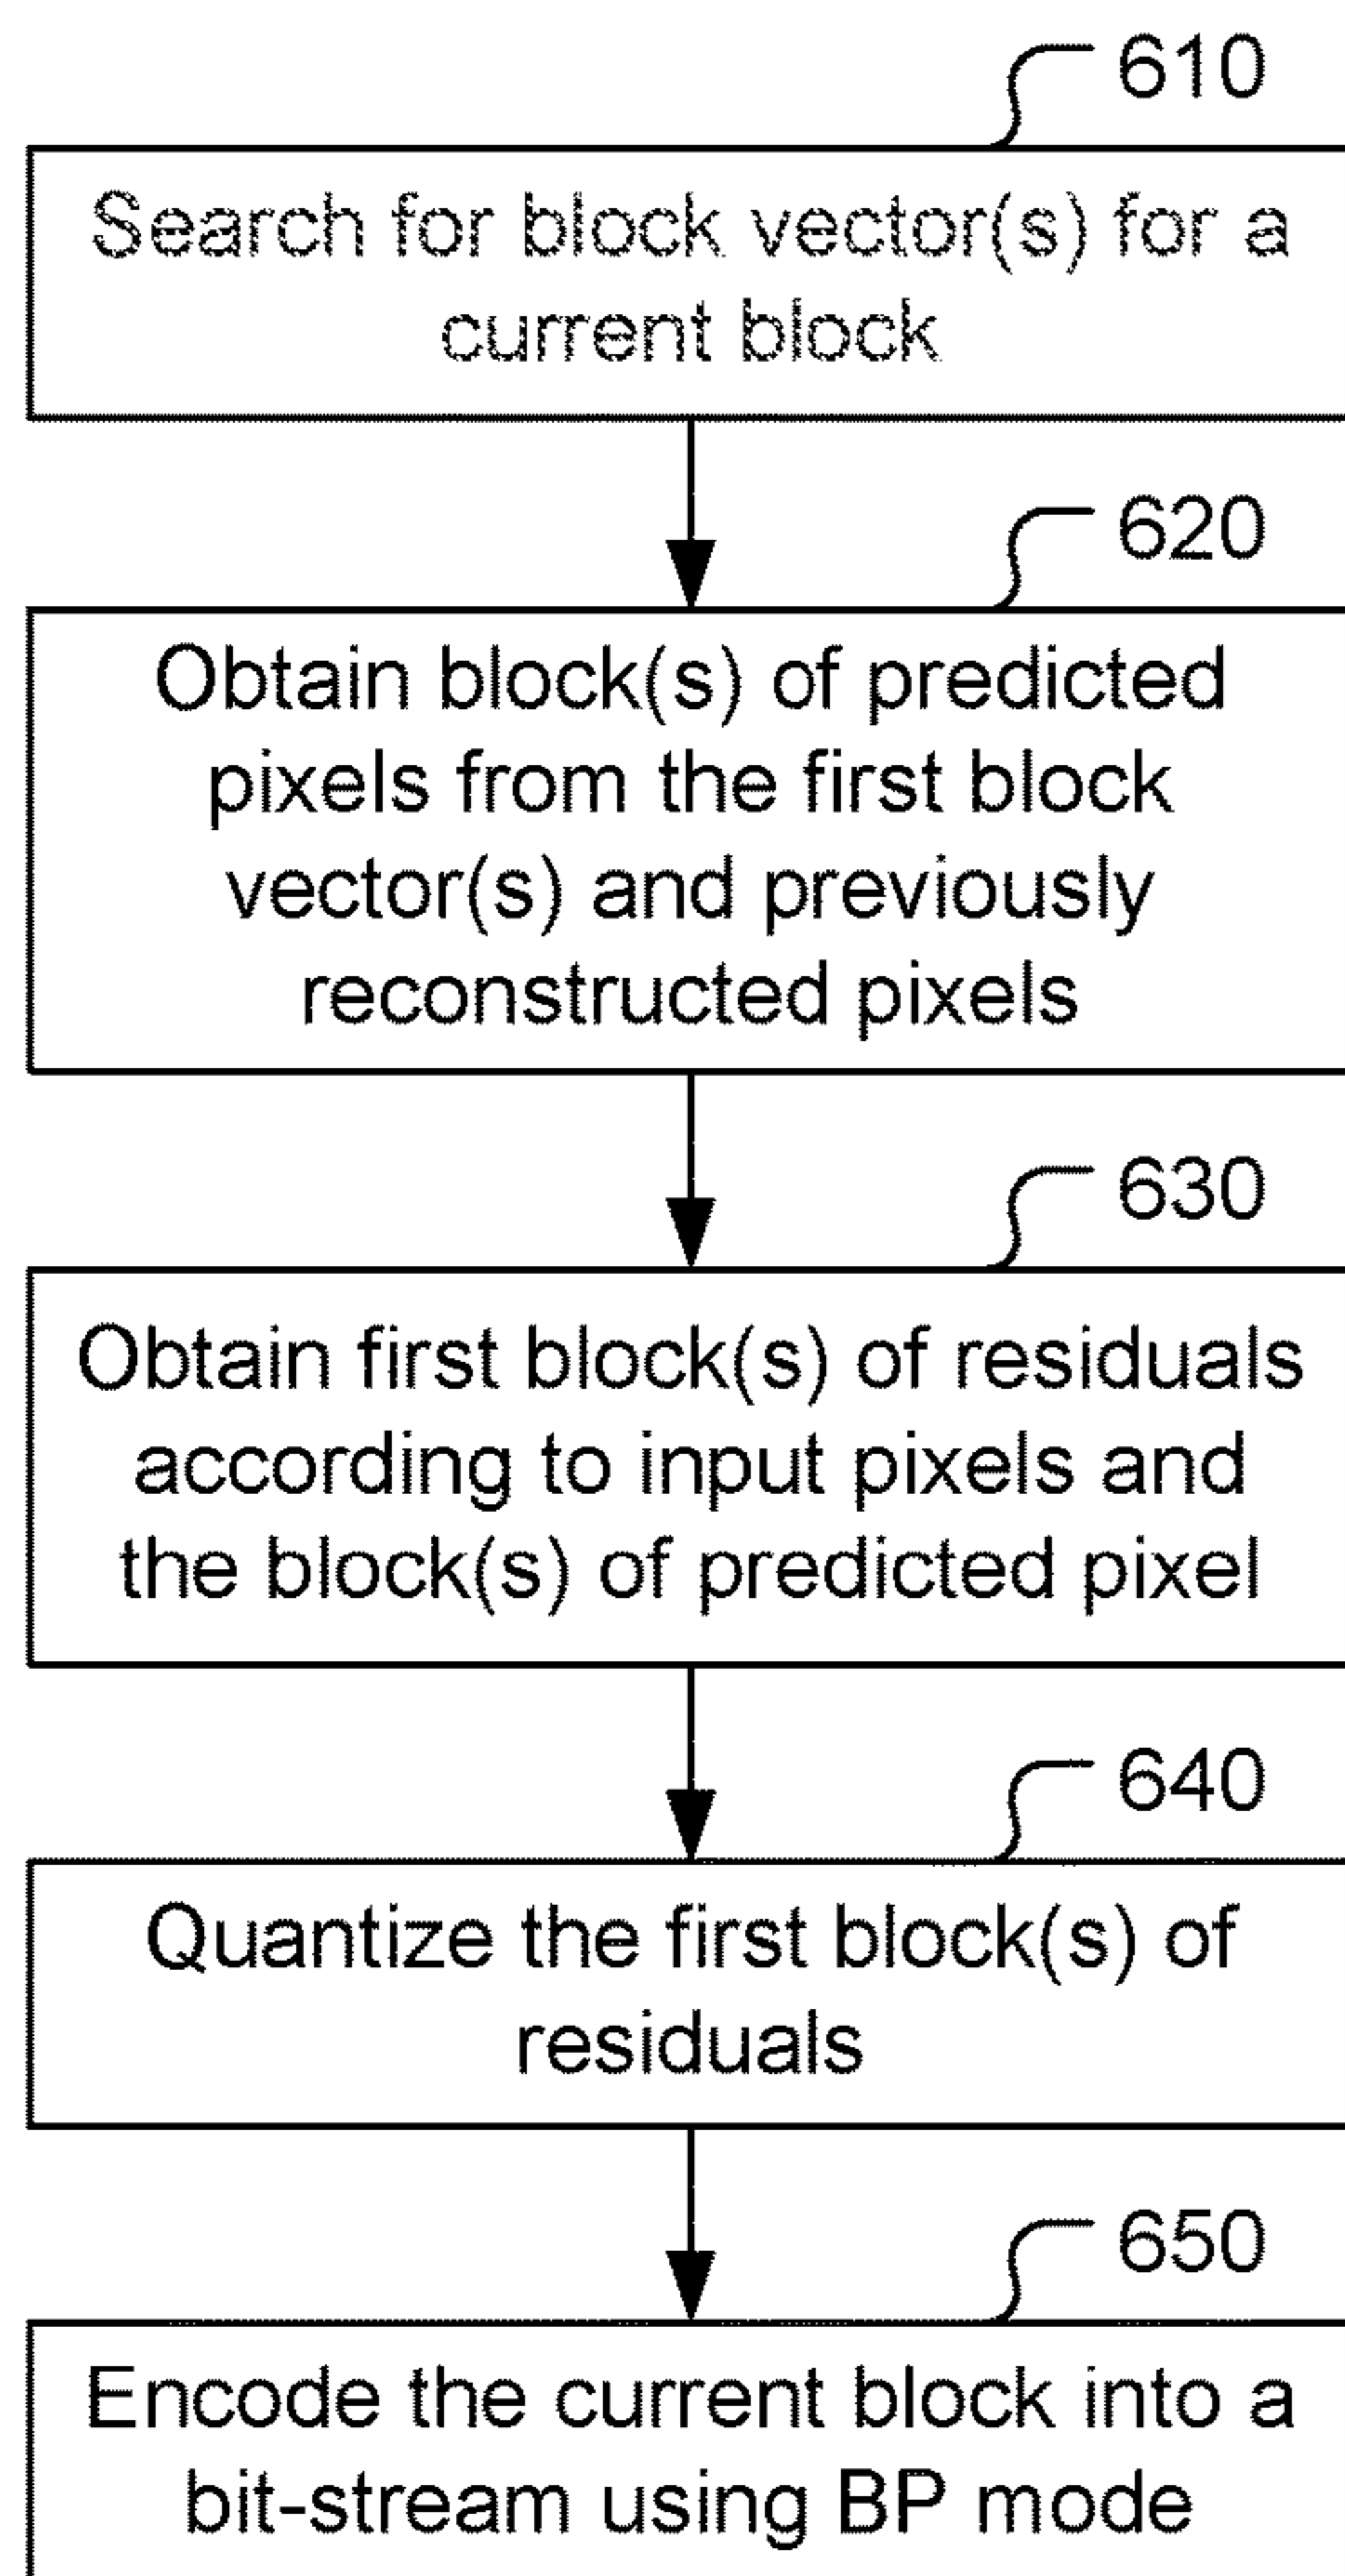 610
Search for block vector(s) for a
current block
620
Obtain block(s) of predicted
pixels from the first block
vector(s) and previously
reconstructed pixels
630
Obtain first block(s) of residuals
according to input pixels and
the block(s) of predicted pixel
640
Quantize the first block(s) of
residuals
650
Encode the current block into a
bit-stream using BP mode